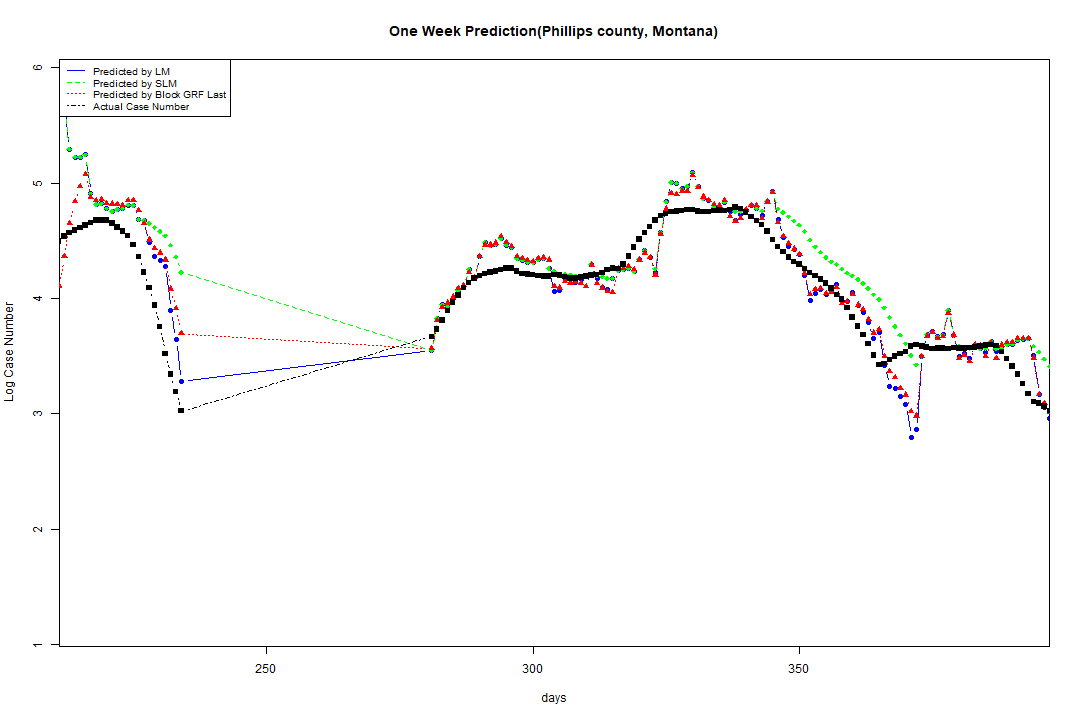 One Week Prediction(Phillips county, Montana)
Predicted by LM
Predicted by SLM
Predicted by Block GRF Last
Actual Case Number
6
5
4
3
2
1
Log Case Number
250
300
350
days